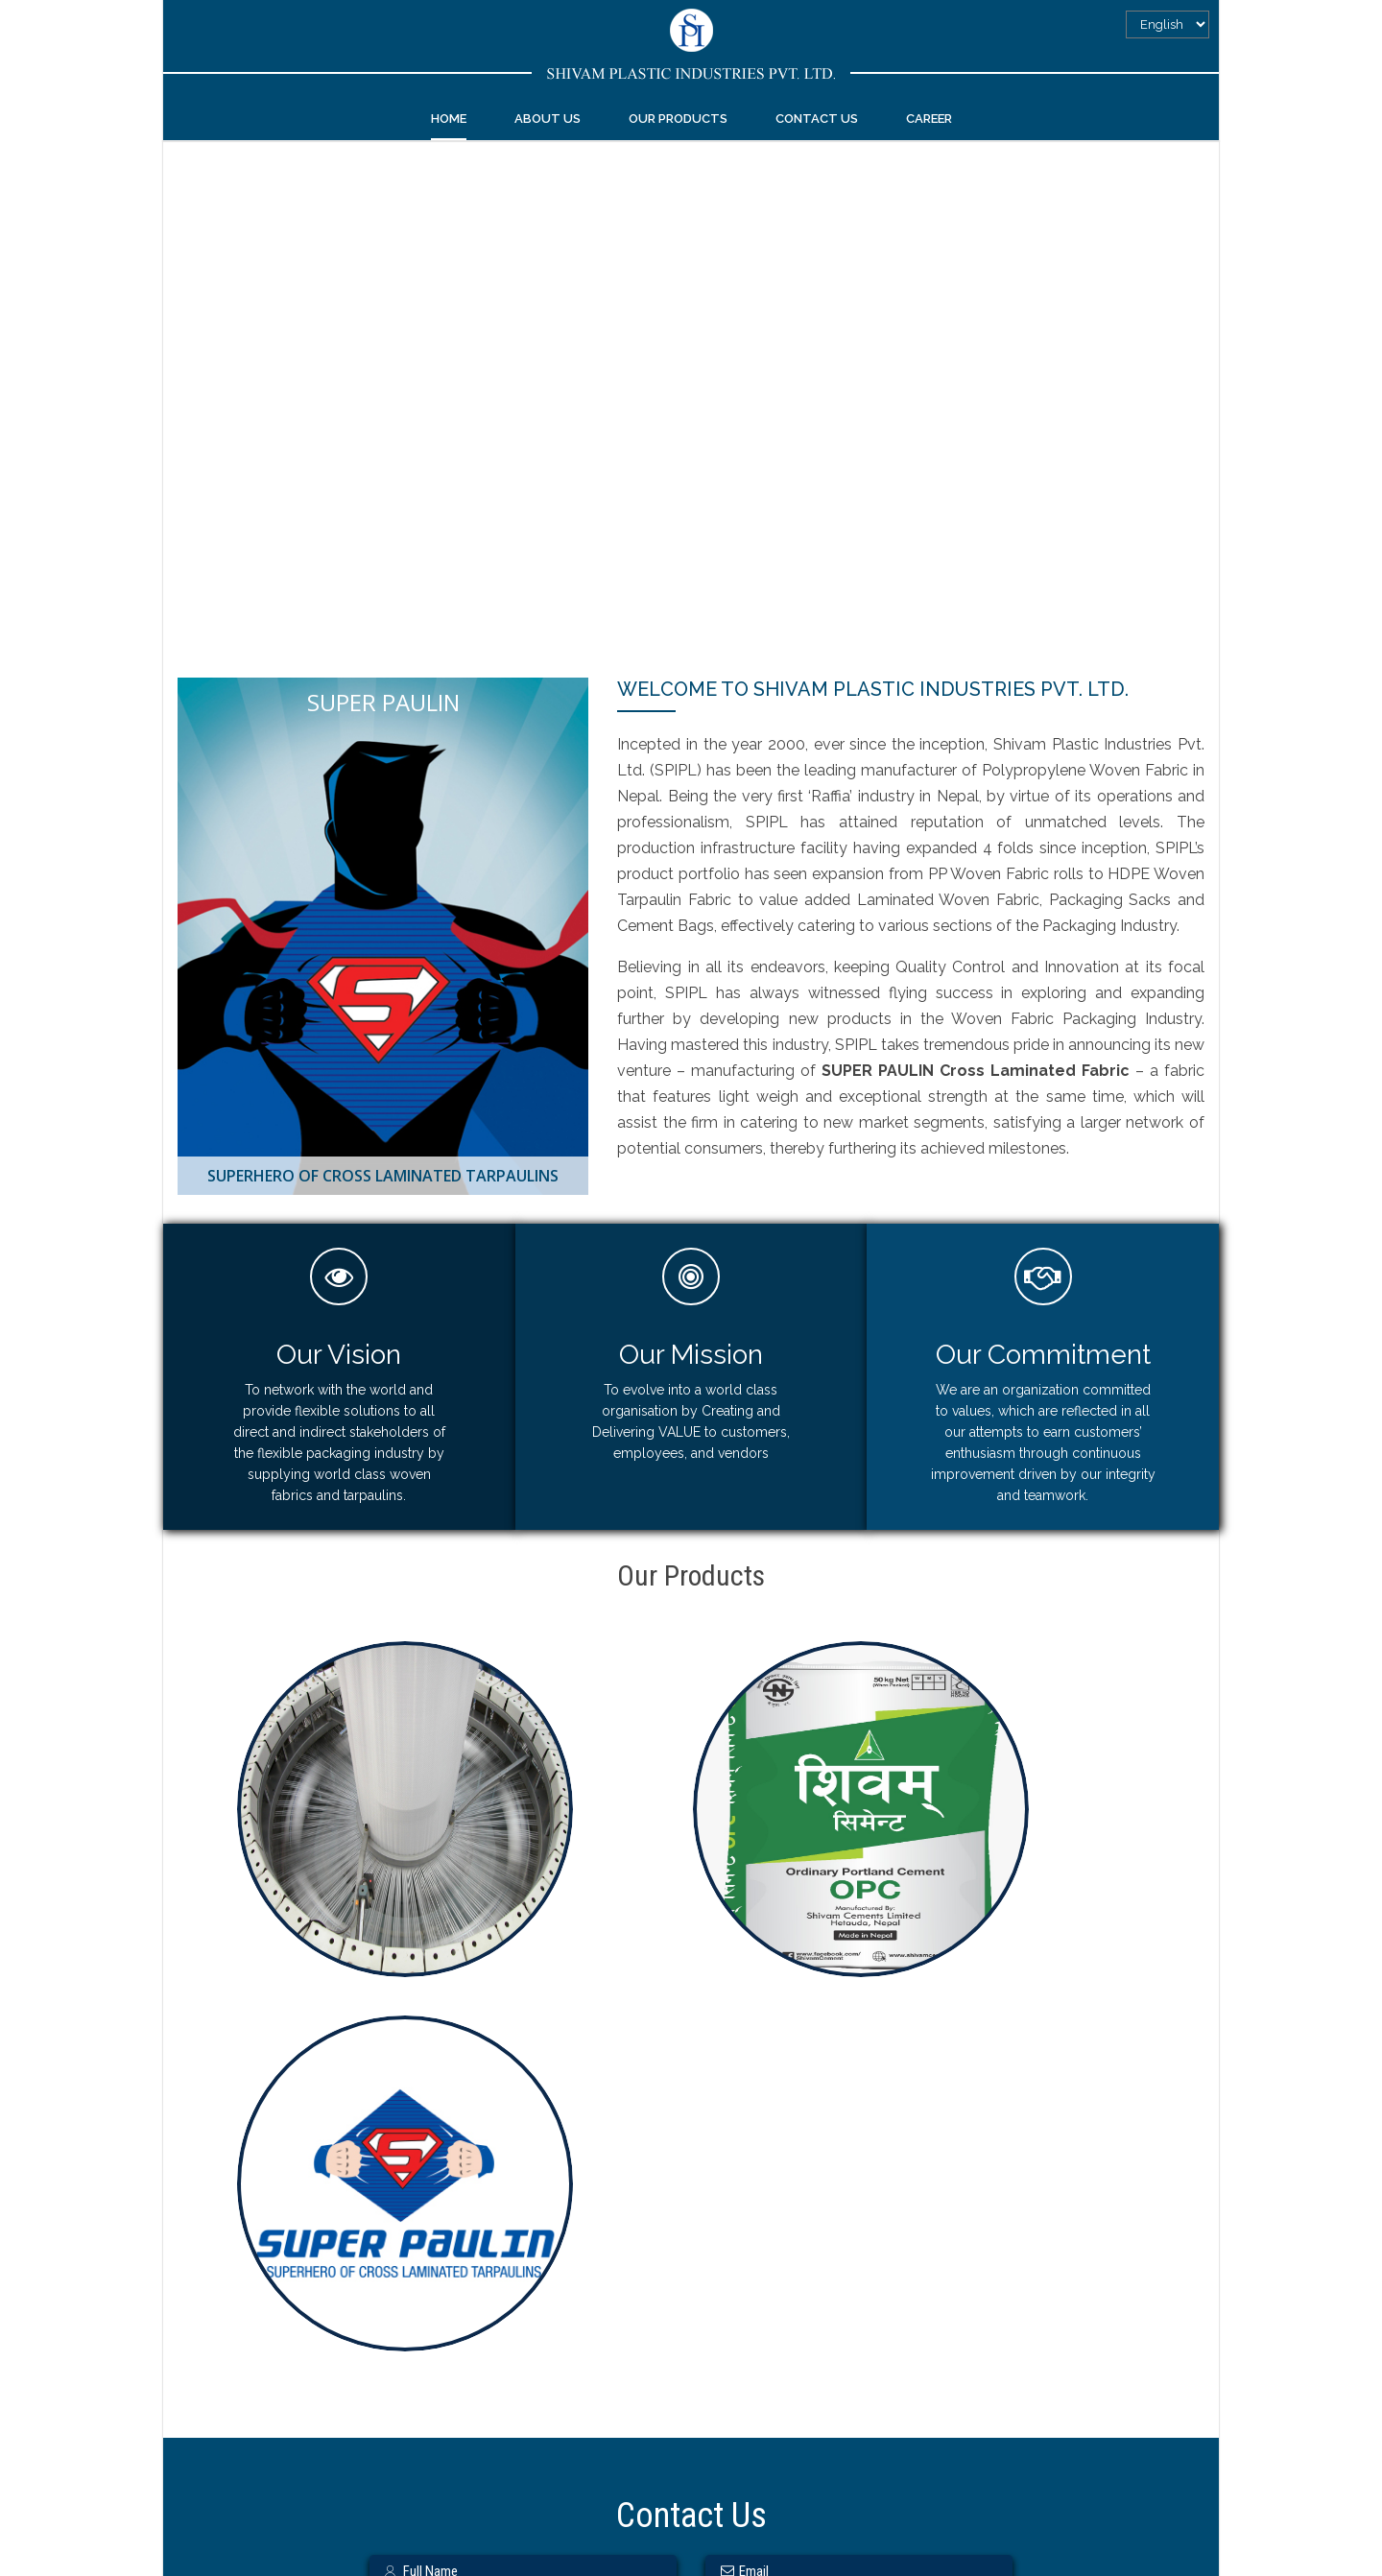 SPI
English
SHIVAM PLASTIC INDUSTRIES PVT. LTD.
HOME
ABOUT US
OUR PRODUCTS
CONTACT US
CAREER
SUPER PAULIN
SUPERHERO OF CROSS LAMINATED TARPAULINS
WELCOME TO SHIVAM PLASTIC INDUSTRIES PVT. LTD.
Incepted in the year 2000, ever since the inception, Shivam Plastic Industries Pvt.
Ltd. (SPIPL) has been the leading manufacturer of Polypropylene Woven Fabric in
Nepal. Being the very first ‘Raffia’ industry in Nepal, by virtue of its operations and
professionalism, SPIPL has attained reputation of unmatched levels. The
production infrastructure facility having expanded 4 folds since inception, SPIPL’s
product portfolio has seen expansion from PP Woven Fabric rolls to HDPE Woven
Tarpaulin Fabric to value added Laminated Woven Fabric, Packaging Sacks and
Cement Bags, effectively catering to various sections of the Packaging Industry.
Believing in all its endeavors, keeping Quality Control and Innovation at its focal
point, SPIPL has always witnessed flying success in exploring and expanding
further by developing new products in the Woven Fabric Packaging Industry.
Having mastered this industry, SPIPL takes tremendous pride in announcing its new
venture – manufacturing of SUPER PAULIN Cross Laminated Fabric – a fabric
that features light weigh and exceptional strength at the same time, which will
assist the firm in catering to new market segments, satisfying a larger network of
potential consumers, thereby furthering its achieved milestones.
Our Vision
To network with the world and
provide flexible solutions to all
direct and indirect stakeholders of
the flexible packaging industry by
supplying world class woven
fabrics and tarpaulins.
Our Mission
To evolve into a world class
organisation by Creating and
Delivering VALUE to customers,
employees, and vendors
Our Commitment
We are an organization committed
to values, which are reflected in all
our attempts to earn customers’
enthusiasm through continuous
improvement driven by our integrity
and teamwork.
Our Products
50 kg Net
W M Y
शिवम्
सिमेन्ट
Ordinary Portland Cement
OPC
Manufactured By:
Shivam Cements Limited
Hetauda, Nepal
Made in Nepal
www.facebook.com/
ShivamCement
SUPER PAULIN
SUPERHERO OF CROSS LAMINATED TARPAULINS
Contact Us
Full Name
Email